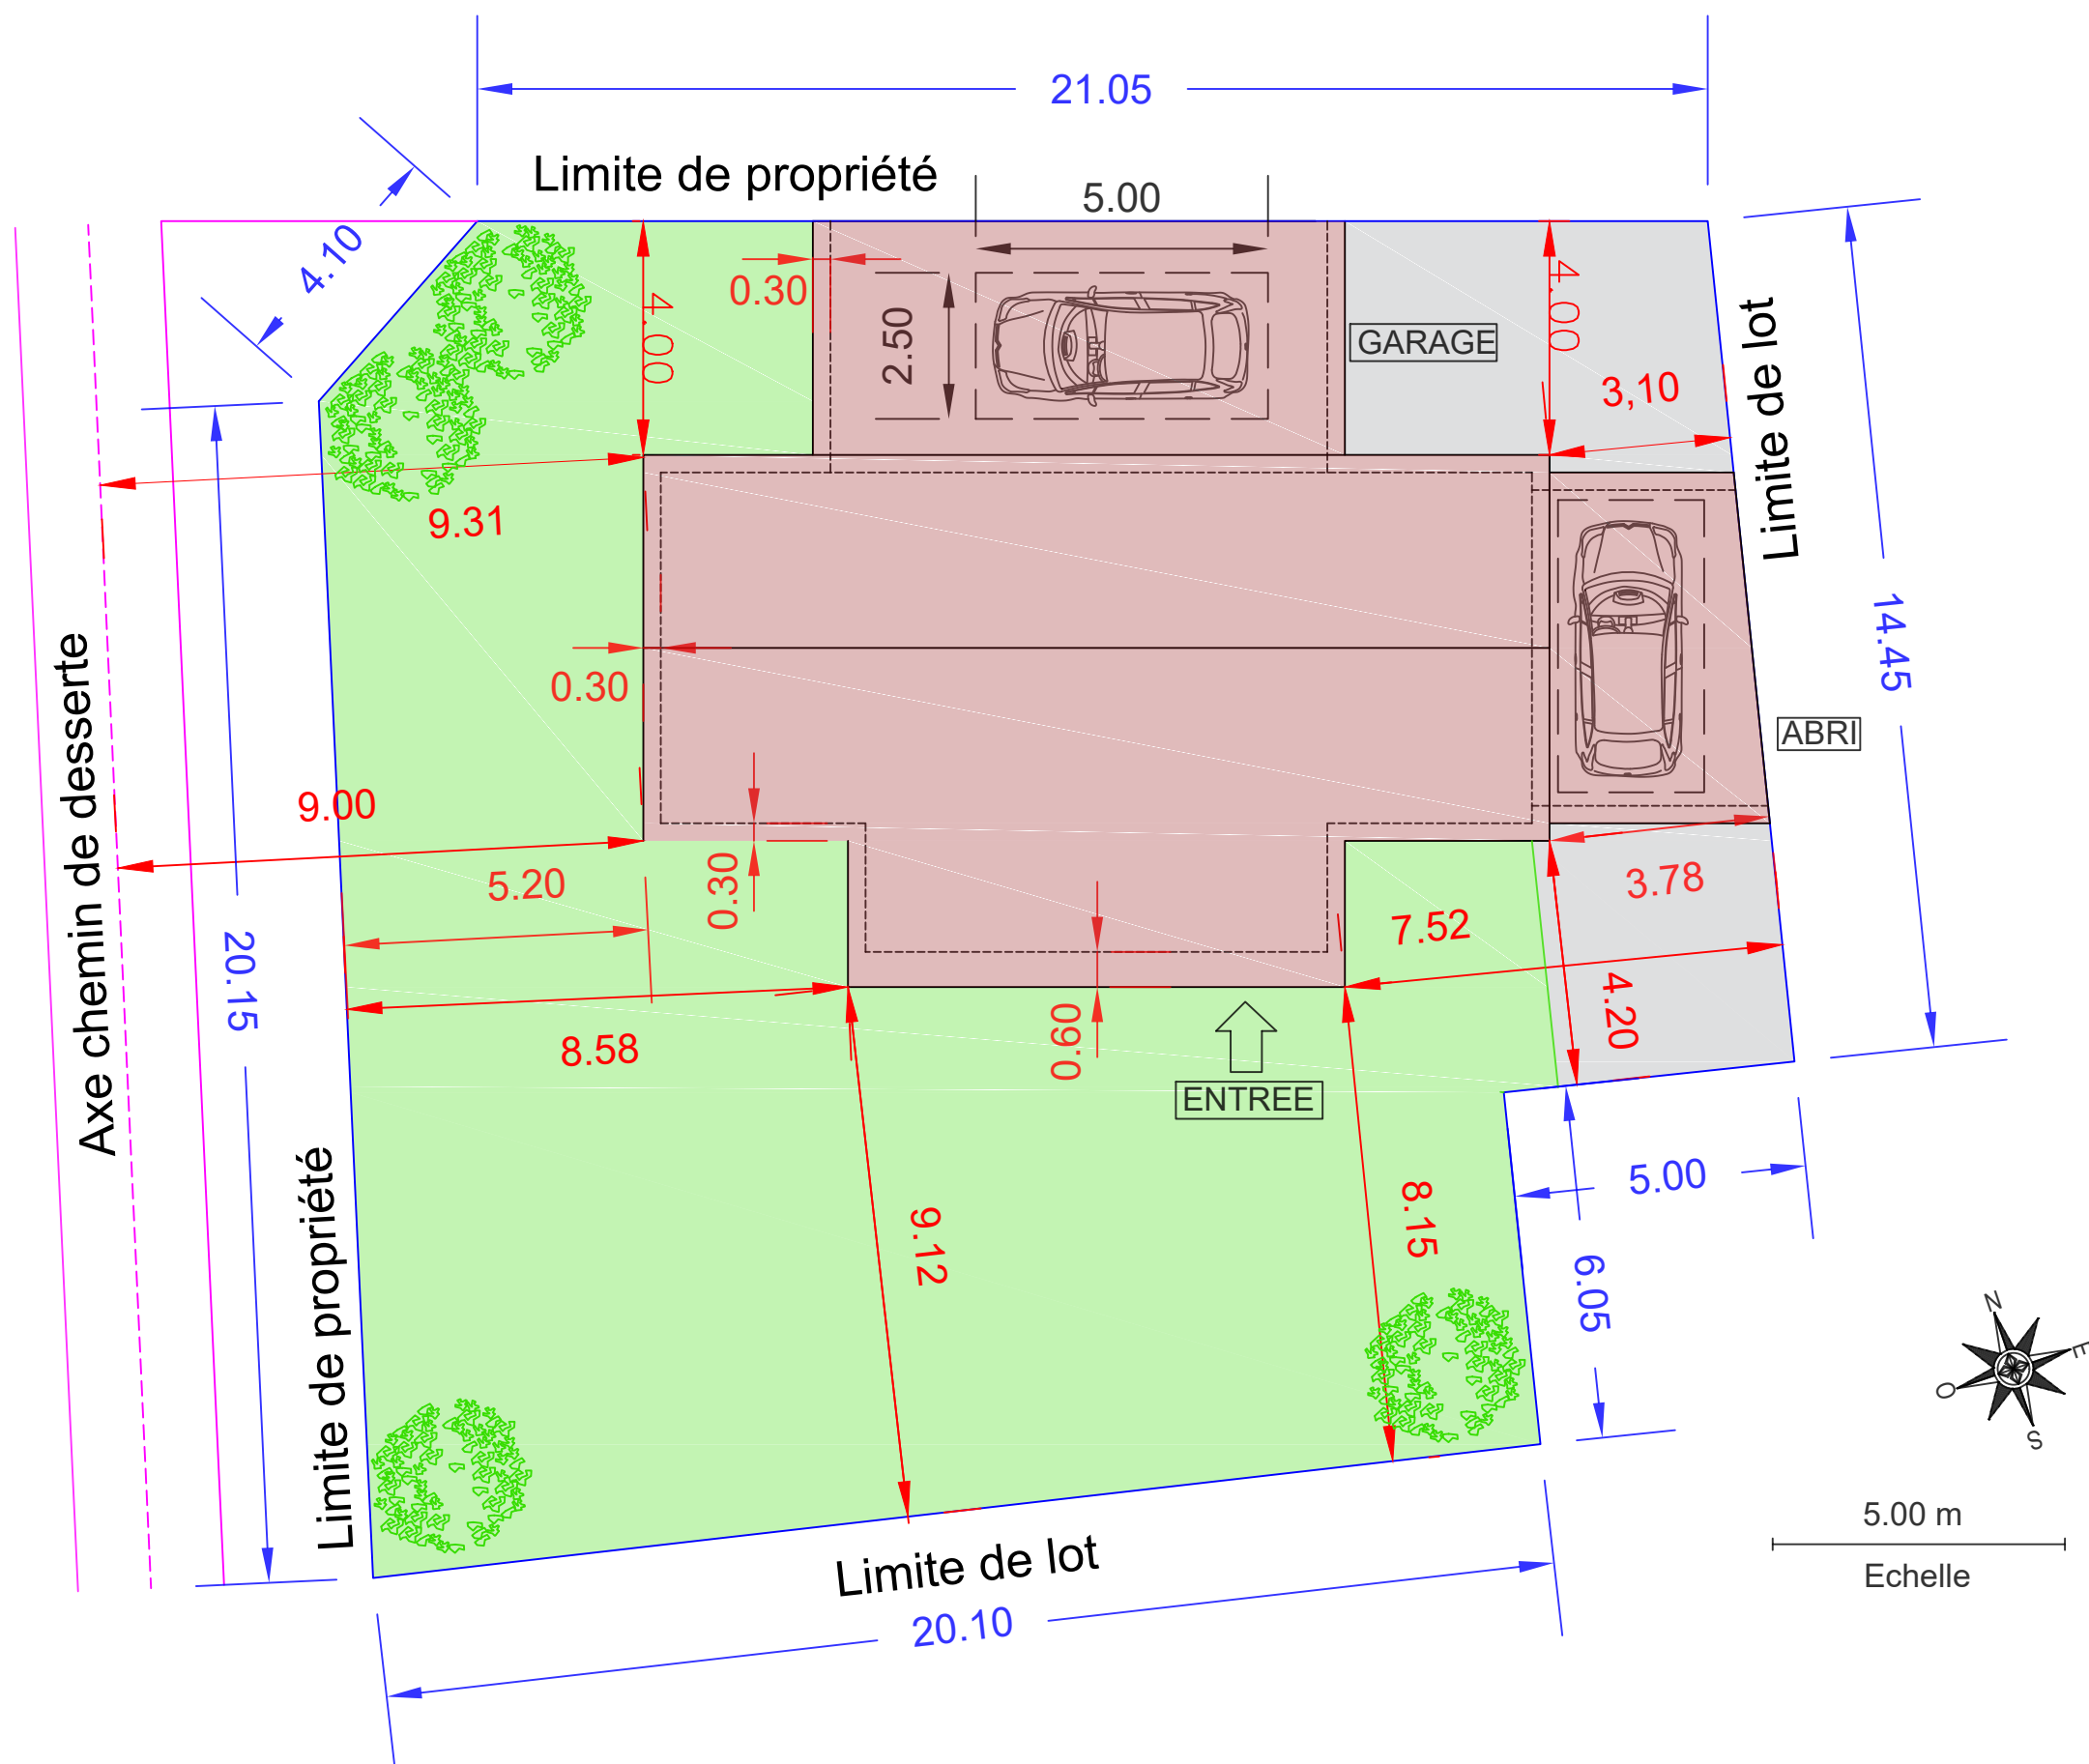 21.05
Limite de propriété
5.00
4.10
0.30
4.00
2.50
GARAGE
4.00
3,10
Limite de lot
9.31
14.45
Axe chemin de desserte
0.30
ABRI
9.00
5.20
0.30
3.78
7.52
20.15
4.20
8.58
0.60
ENTREE
5.00
Limite de propriété
9.12
8.15
6.05
N
E
O
S
5.00 m
Echelle
Limite de lot
20.10